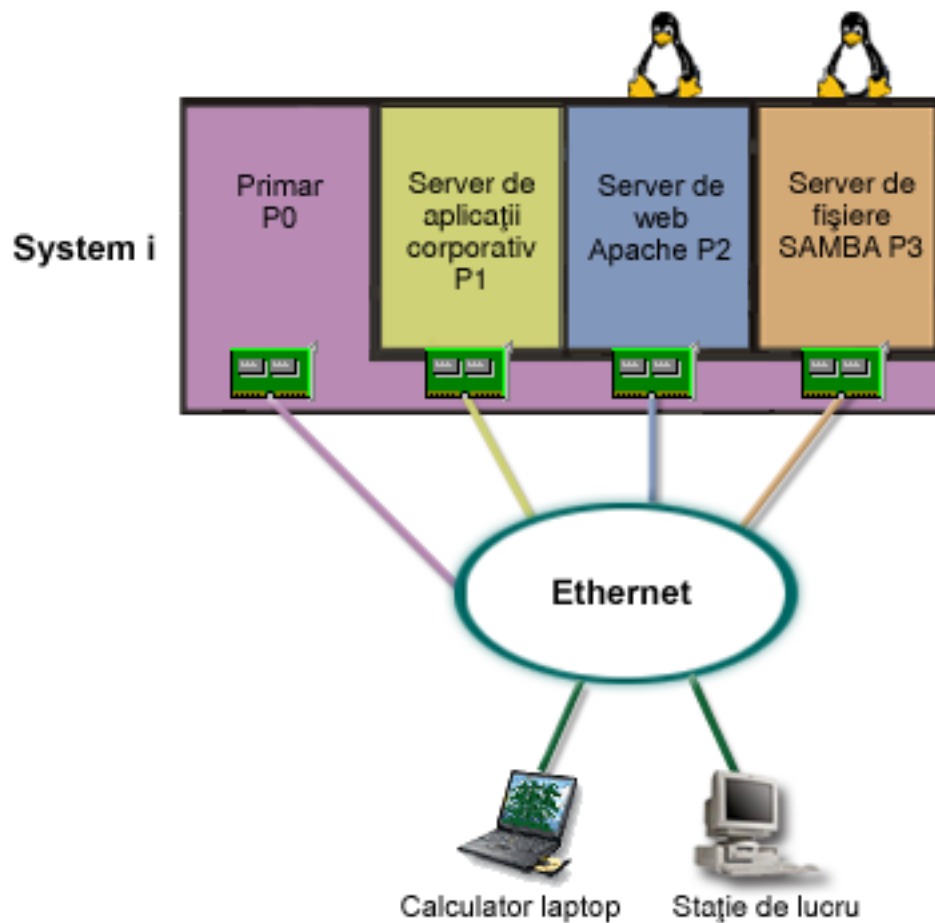 System i
Primar
P0
Server de
aplicaţii
corporativ
P1
Server de
web
Apache P2
Server de
fişiere
SAMBA P3
Ethernet
Calculator laptop
Staţie de lucru